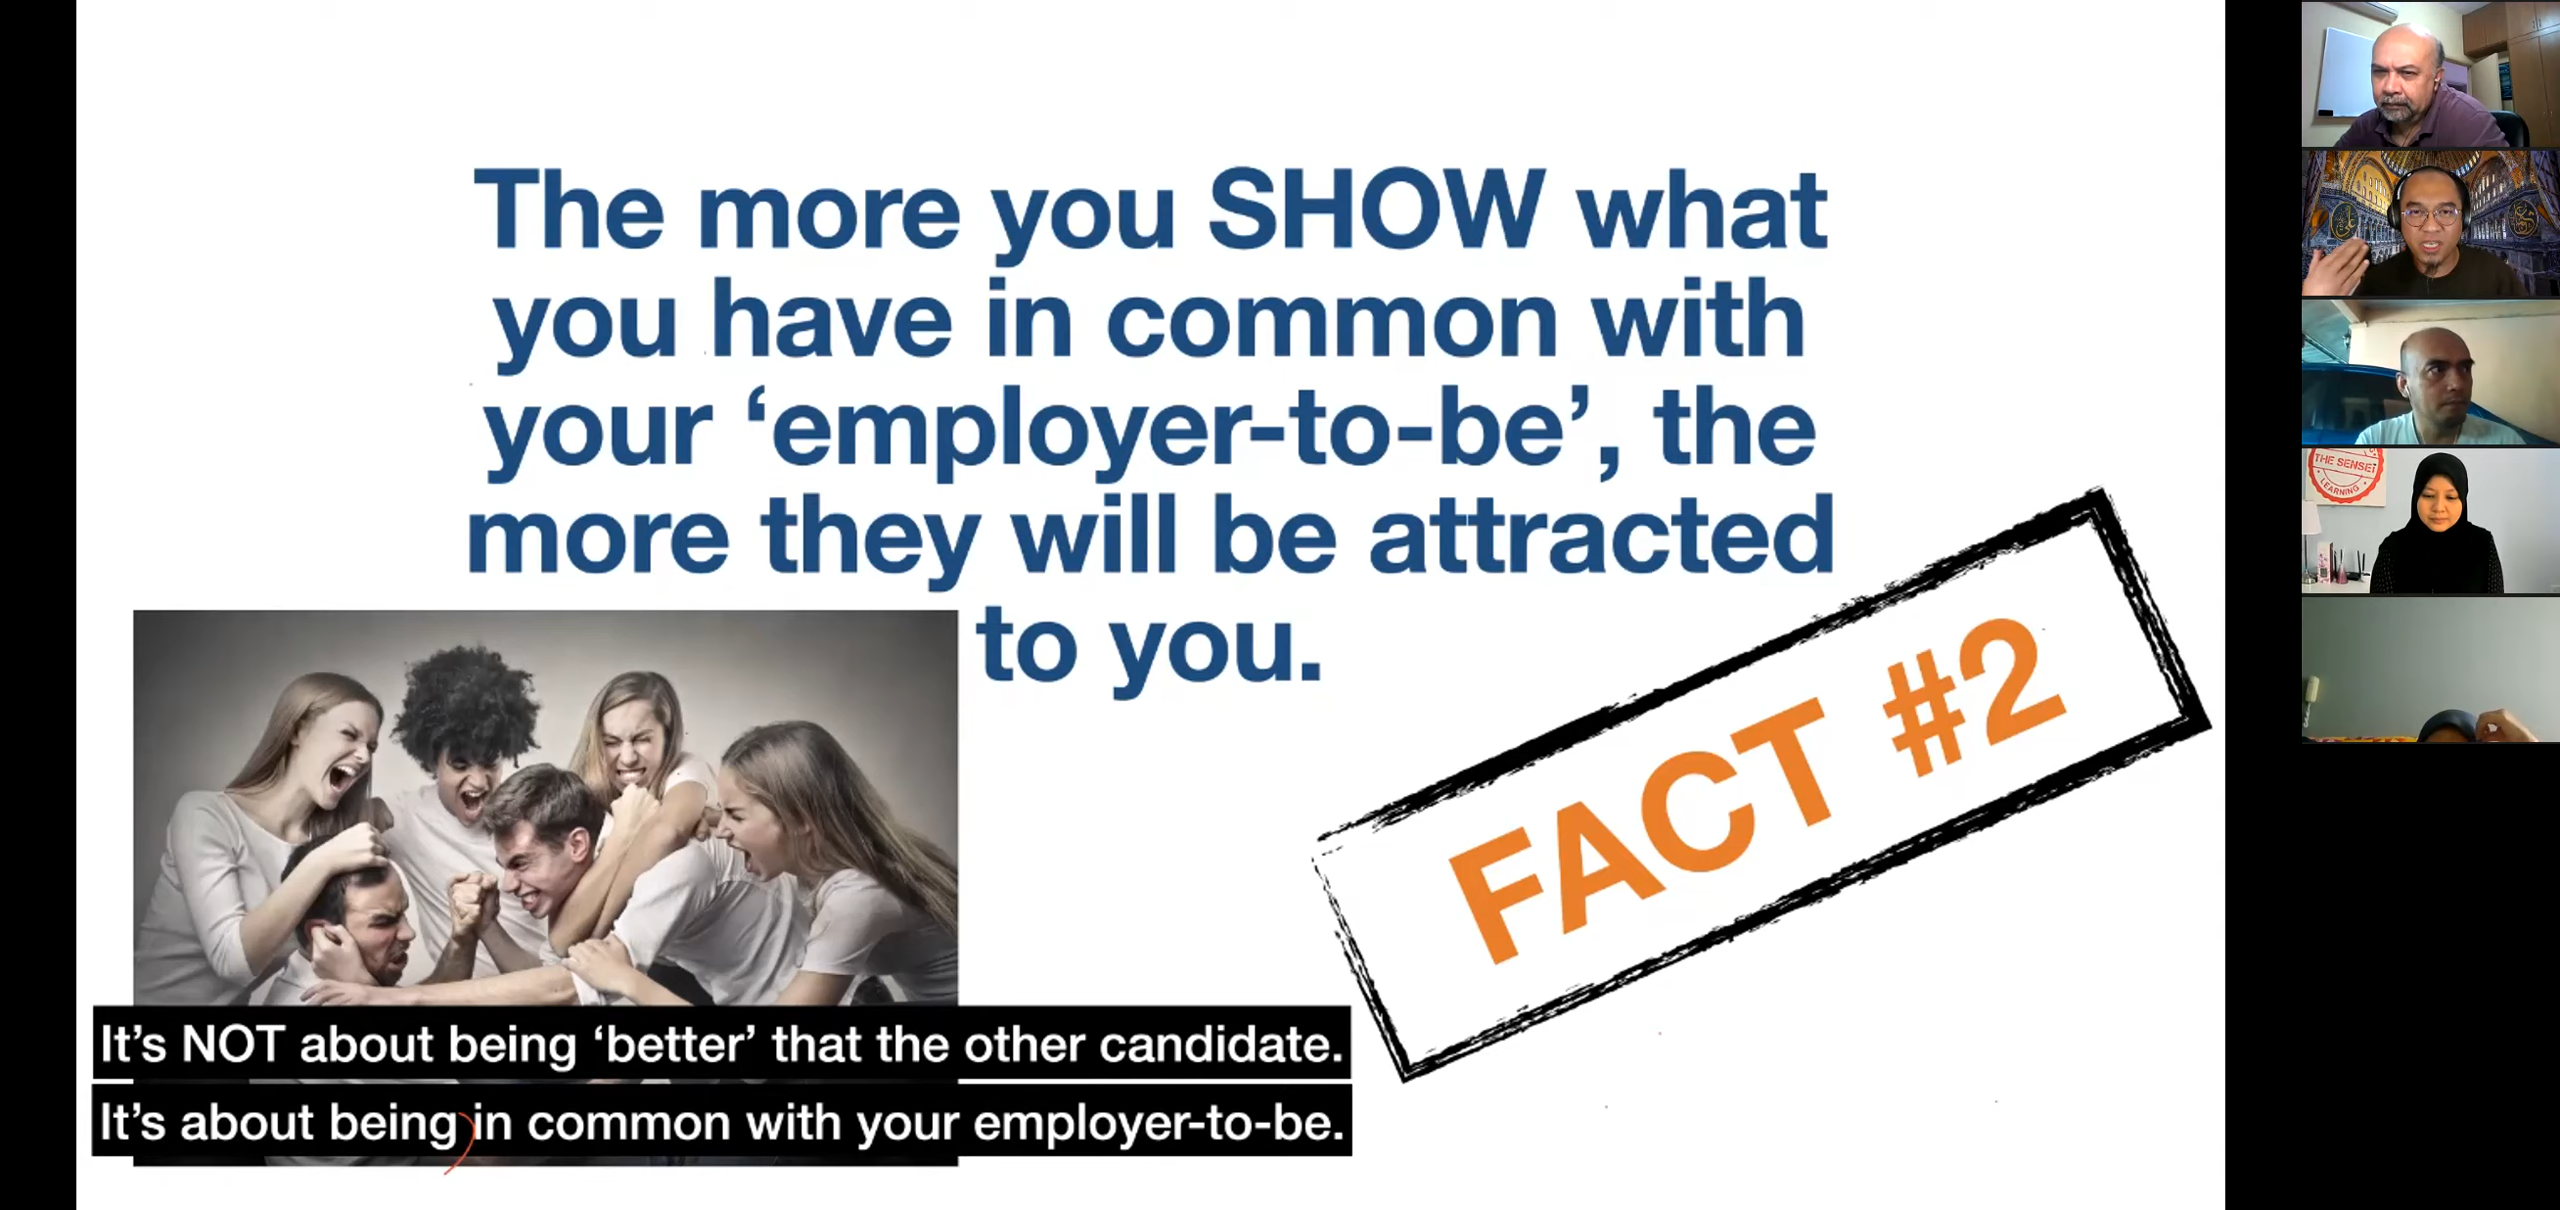 The more you SHOW what
you have in common with
your ‘employer-to-be’, the
more they will be attracted
to you.
FACT #2
It’s NOT about being ‘better’ that the other candidate.
It’s about being in common with your employer-to-be.
THE SENSEI
LEARNING